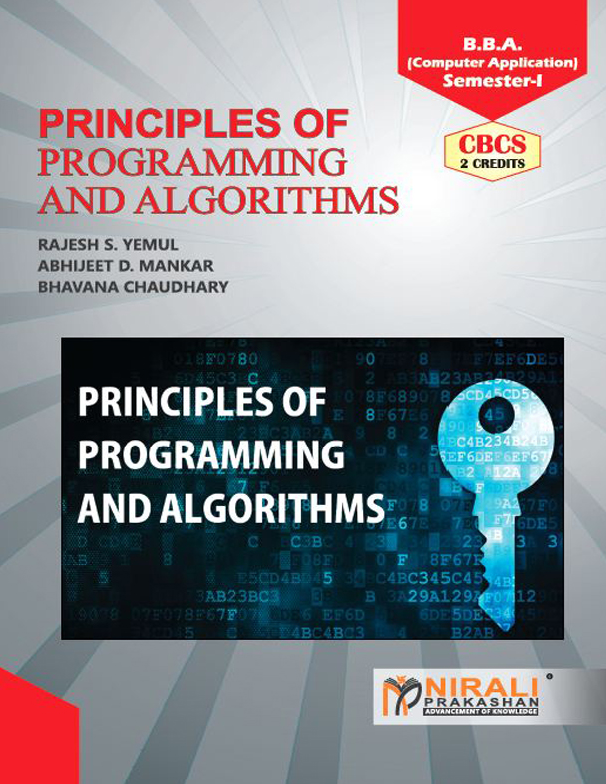 B.B.A.
(Computer Application)
Semester-I
CBCS
2 CREDITS
PRINCIPLES OF
PROGRAMMING
AND ALGORITHMS
RAJESH S. YEMUL
ABHIJEET D. MANKAR
BHAVANA CHAUDHARY
PRINCIPLES OF
PROGRAMMING
AND ALGORITHMS
NIRALI
PRAKASHAN
ADVANCEMENT OF KNOWLEDGE